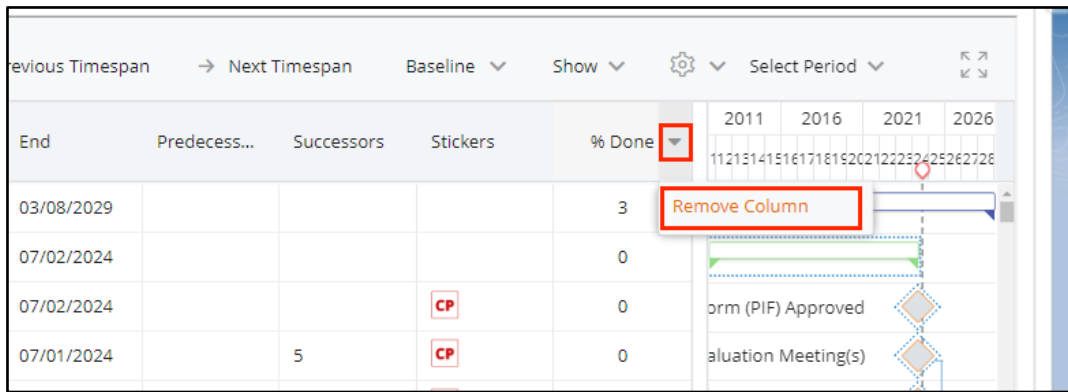 revious Timespan → Next Timespan Baseline Show Select Period
2011 2016 2021 2026
End Predecess... Successors Stickers % Done
03/08/2029 3 Remove Column
07/02/2024 0
07/02/2024 CP 0 orm (PIF) Approved
07/01/2024 5 CP 0 aluation Meeting(s)